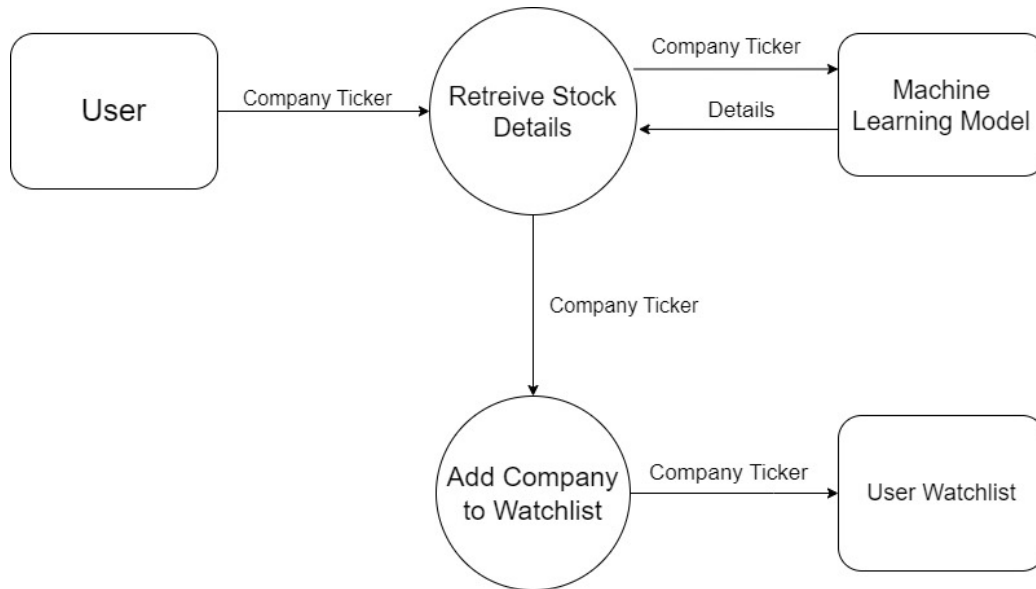 User
Company Ticker
Retreive Stock
Details
Company Ticker
Details
Machine
Learning Model
Company Ticker
Add Company
to Watchlist
Company Ticker
User Watchlist